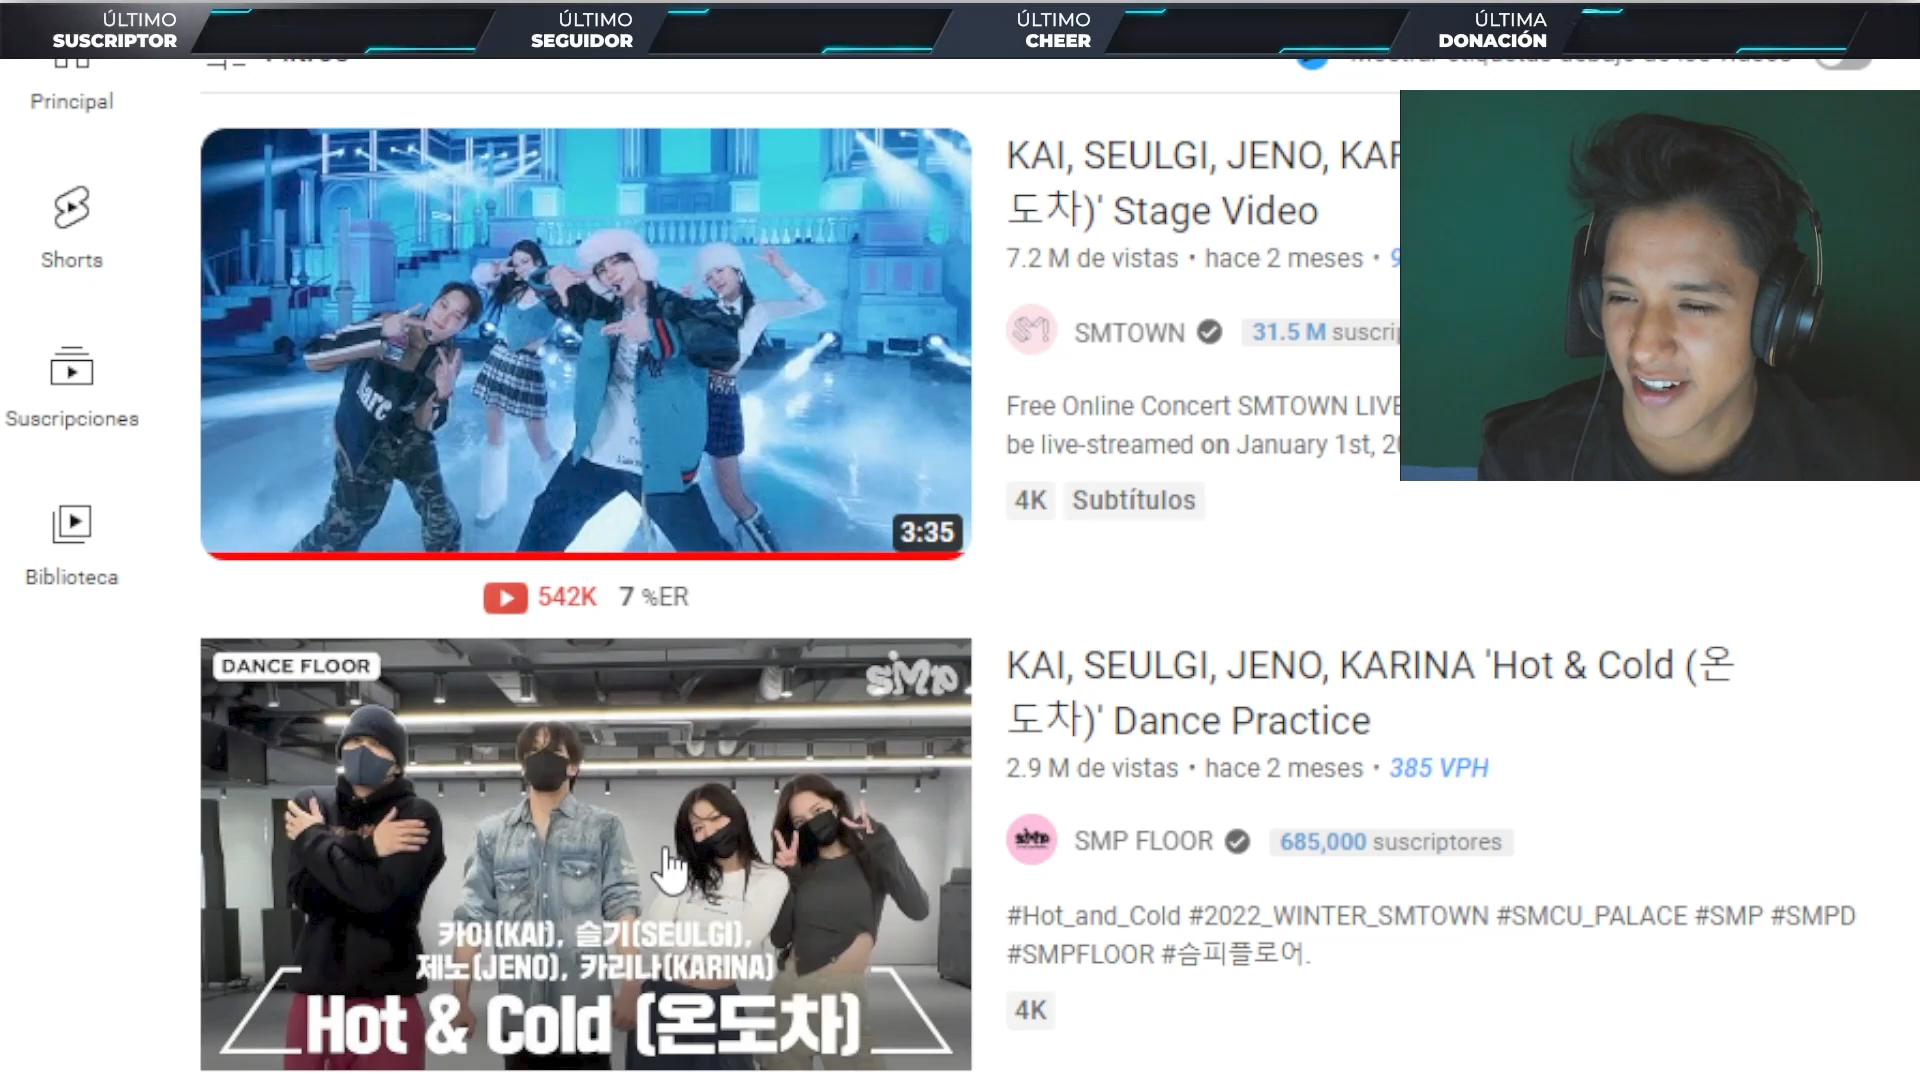 ÚLTIMO
SUSCRIPTOR
ÚLTIMO
SEGUIDOR
ÚLTIMO
CHEER
ÚLTIMA
DONACIÓN
Principal
Shorts
Suscripciones
Biblioteca
3:35
542K 7 %ER
KAI, SEULGI, JENO,
도차)' Stage Video
7.2 M de vistas • hace 2 meses •
SMTOWN 31.5 M
Free Online Concert SMTOWN
be live-streamed on January 1st,
4K Subtítulos
DANCE FLOOR
카이(KAI), 슬기(SEULGI),
제노(JENO), 카리나(KARINA)
Hot & Cold (온도차)
KAI, SEULGI, JENO, KARINA 'Hot & Cold (온
도차)' Dance Practice
2.9 M de vistas • hace 2 meses • 385 VPH
SMP FLOOR 685,000 suscriptores
#Hot_and_Cold #2022_WINTER_SMTOWN #SMCU_PALACE #SMP #SMPD
#SMPFLOOR #슴피플로어.
4K